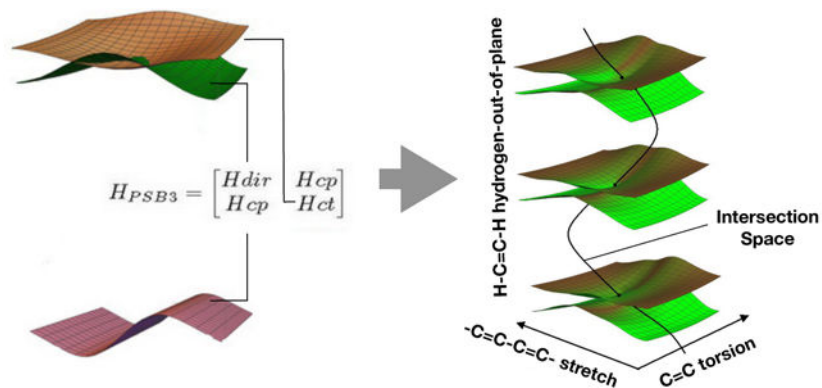 H_PSB3 = [Hdir Hcp
Hcp Hct]
H-C=C-H hydrogen-out-of-plane
Intersection
Space
-C=C-C=C- stretch
C=C torsion